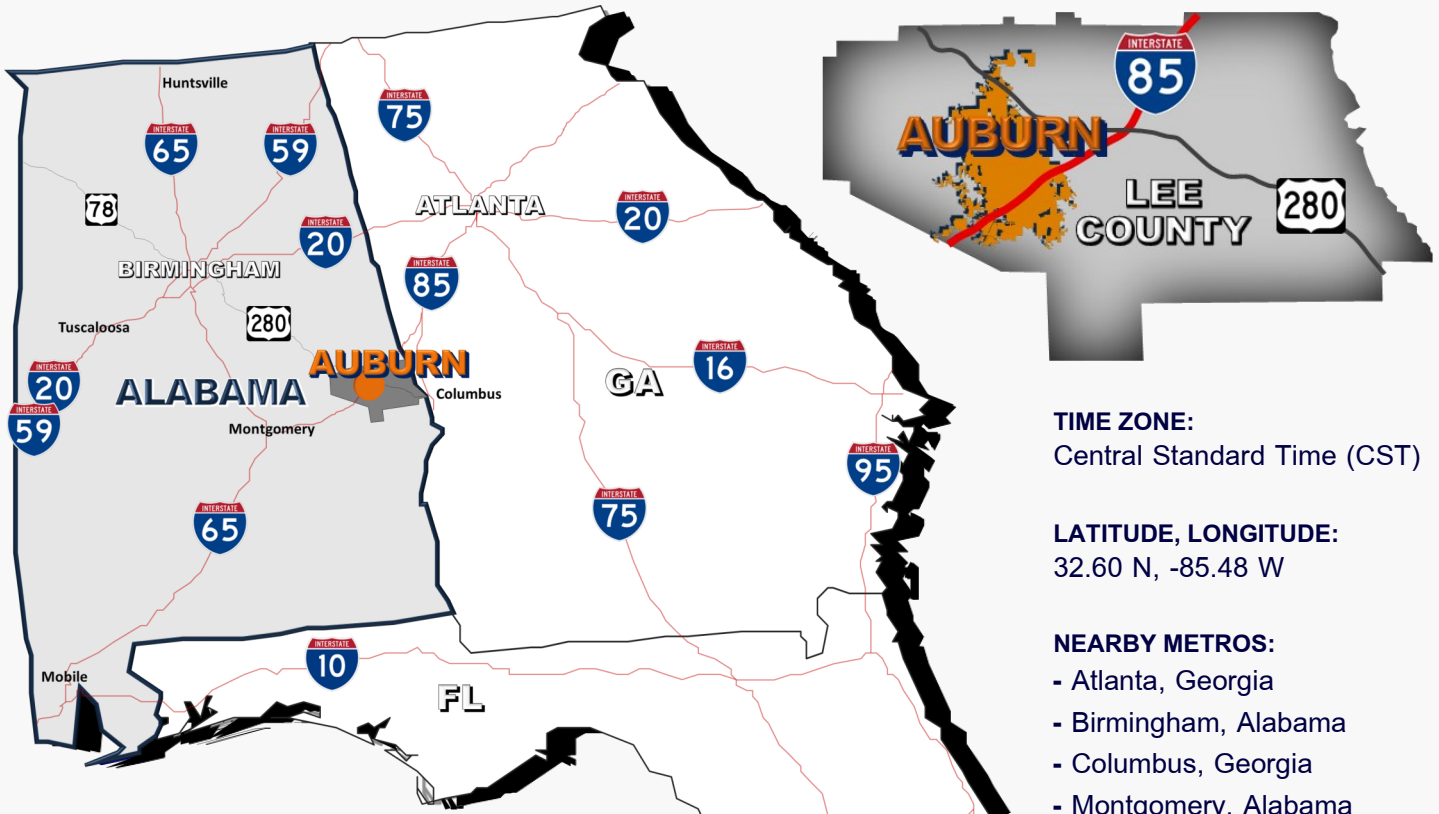 Huntsville
INTERSTATE
65
INTERSTATE
59
INTERSTATE
75
78
INTERSTATE
20
ATLANTA
INTERSTATE
20
BIRMINGHAM
INTERSTATE
85
280
Tuscaloosa
AUBURN
INTERSTATE
16
INTERSTATE
20
ALABAMA
GA
Columbus
INTERSTATE
59
Montgomery
INTERSTATE
95
INTERSTATE
65
INTERSTATE
75
INTERSTATE
10
Mobile
FL
INTERSTATE
85
AUBURN
LEE
COUNTY
280
TIME ZONE:
Central Standard Time (CST)
LATITUDE, LONGITUDE:
32.60 N, -85.48 W
NEARBY METROS:
- Atlanta, Georgia
- Birmingham, Alabama
- Columbus, Georgia
- Montgomery, Alabama